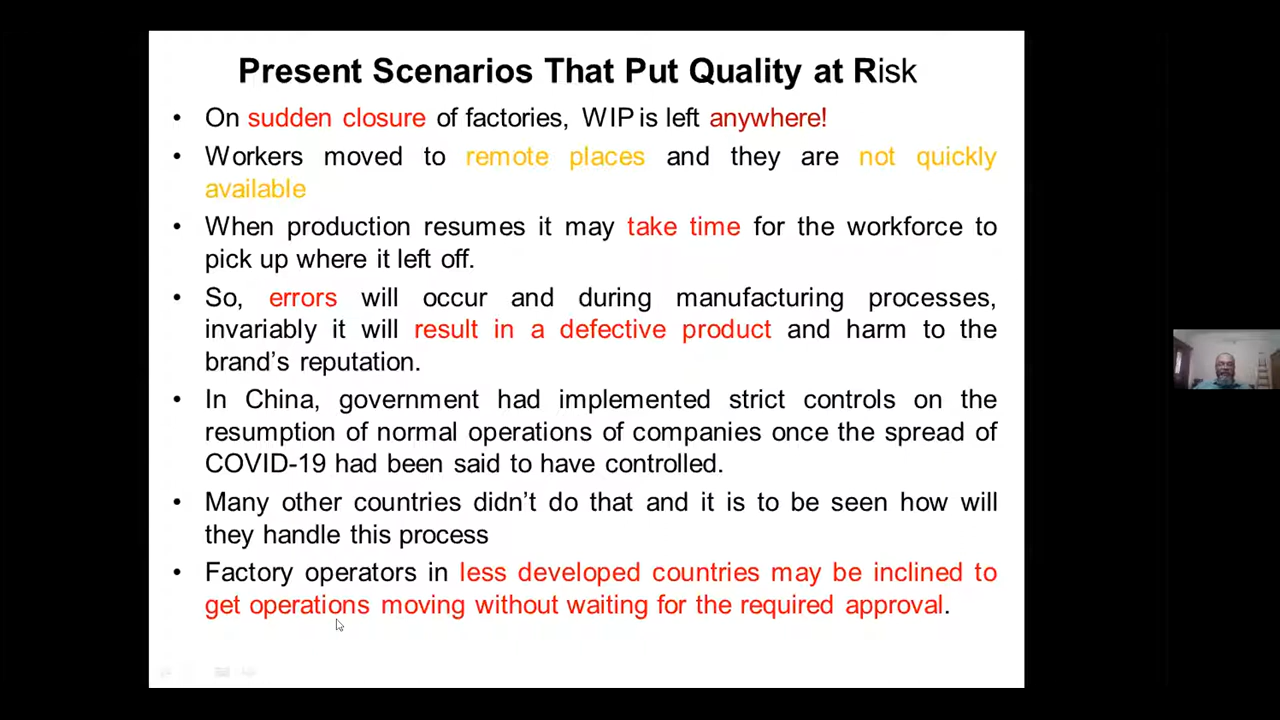 Present Scenarios That Put Quality at Risk
• On sudden closure of factories, WIP is left anywhere!
• Workers moved to remote places and they are not quickly
available
• When production resumes it may take time for the workforce to
pick up where it left off.
• So, errors will occur and during manufacturing processes,
invariably it will result in a defective product and harm to the
brand's reputation.
• In China, government had implemented strict controls on the
resumption of normal operations of companies once the spread of
COVID-19 had been said to have controlled.
• Many other countries didn't do that and it is to be seen how will
they handle this process
• Factory operators in less developed countries may be inclined to
get operations moving without waiting for the required approval.